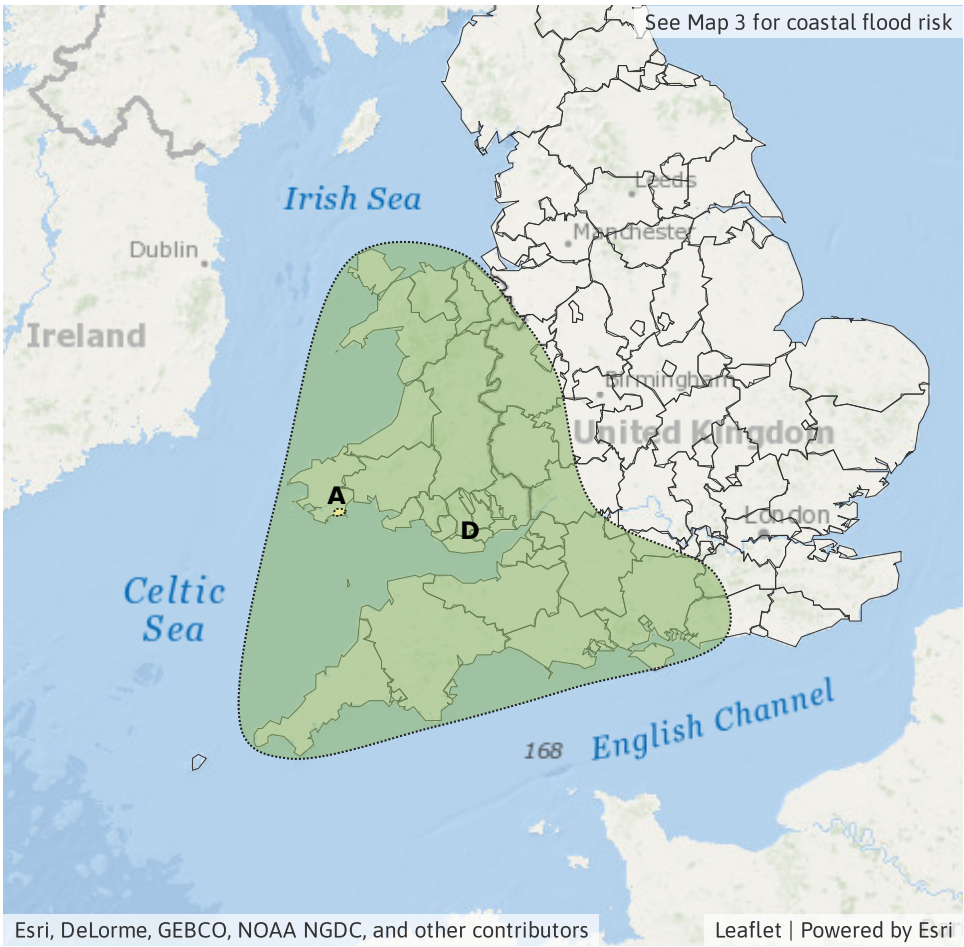 See Map 3 for coastal flood risk
Leeds
Irish Sea
Manchester
Dublin
Ireland
Birmingham
United Kingdom
A
London
D
Celtic
Sea
English Channel
168
Esri, DeLorme, GEBCO, NOAA NGDC, and other contributors
Leaflet | Powered by Esri